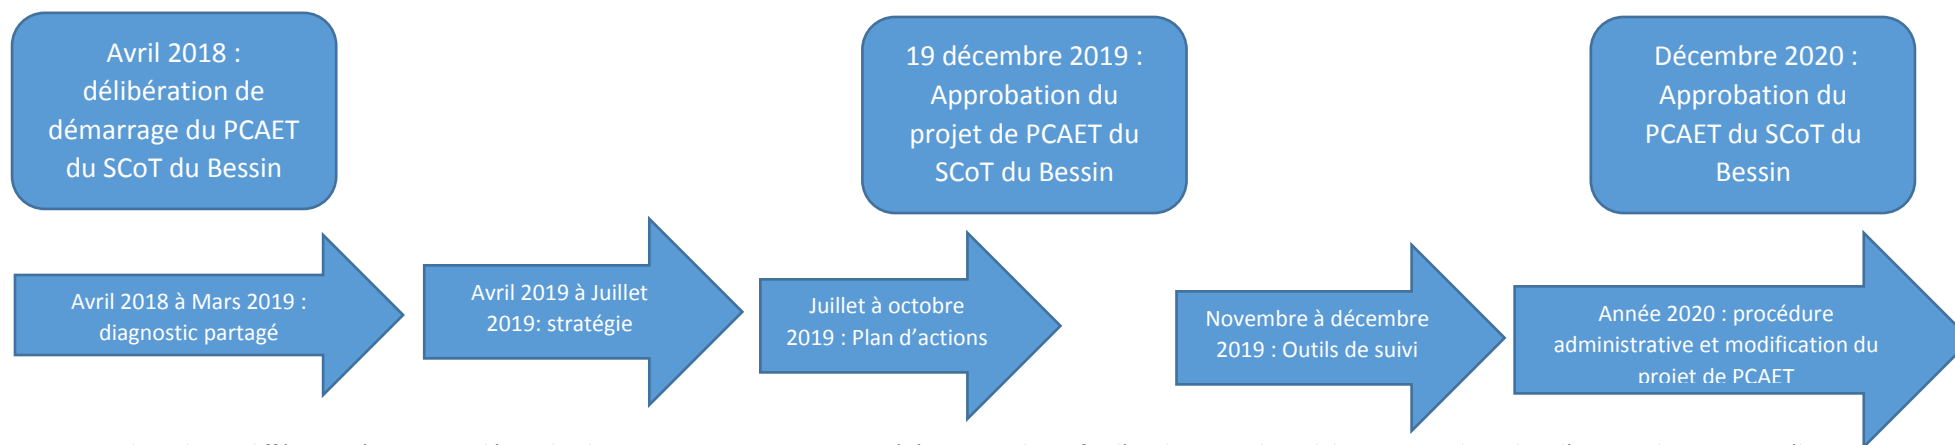 Avril 2018 :
délibération de
démarrage du PCAET
du SCoT du Bessin
19 décembre 2019 :
Approbation du
projet de PCAET du
SCoT du Bessin
Décembre 2020 :
Approbation du
PCAET du SCoT du
Bessin
Avril 2018 à Mars 2019 :
diagnostic partagé
Avril 2019 à Juillet
2019: stratégie
Juillet à octobre
2019 : Plan d’actions
Novembre à décembre
2019 : Outils de suivi
Année 2020 : procédure
administrative et modification du
projet de PCAET